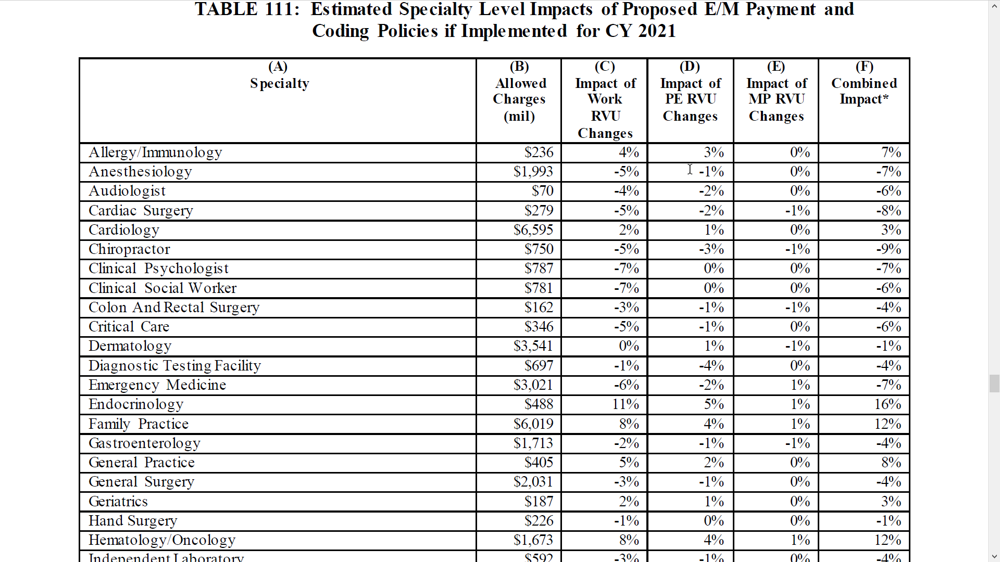 TABLE 111: Estimated Specialty Level Impacts of Proposed E/M Payment and
Coding Policies if Implemented for CY 2021
(A) (B) (C) (D) (E) (F)
Specialty Allowed Impact of Impact of Impact of Combined
Charges Work PE RVU MP RVU Impact*
(mil) RVU Changes Changes
Changes
Allergy/Immunology $236 4% 3% 0% 7%
Anesthesiology $1,993 -5% -1% 0% -7%
Audiologist $70 -4% -2% 0% -6%
Cardiac Surgery $279 -5% -2% -1% -8%
Cardiology $6,595 2% 1% 0% 3%
Chiropractor $750 -5% -3% -1% -9%
Clinical Psychologist $787 -7% 0% 0% -7%
Clinical Social Worker $781 -7% 0% 0% -6%
Colon And Rectal Surgery $162 -3% -1% -1% -4%
Critical Care $346 -5% -1% 0% -6%
Dermatology $3,541 0% 1% -1% -1%
Diagnostic Testing Facility $697 -1% -4% 0% -4%
Emergency Medicine $3,021 -6% -2% 1% -7%
Endocrinology $488 11% 5% 1% 16%
Family Practice $6,019 8% 4% 1% 12%
Gastroenterology $1,713 -2% -1% -1% -4%
General Practice $405 5% 2% 0% 8%
General Surgery $2,031 -3% -1% 0% -4%
Geriatrics $187 2% 1% 0% 3%
Hand Surgery $226 -1% 0% 0% -1%
Hematology/Oncology $1,673 8% 4% 1% 12%
Independent Laboratory $592 -3% -1% 0% -4%